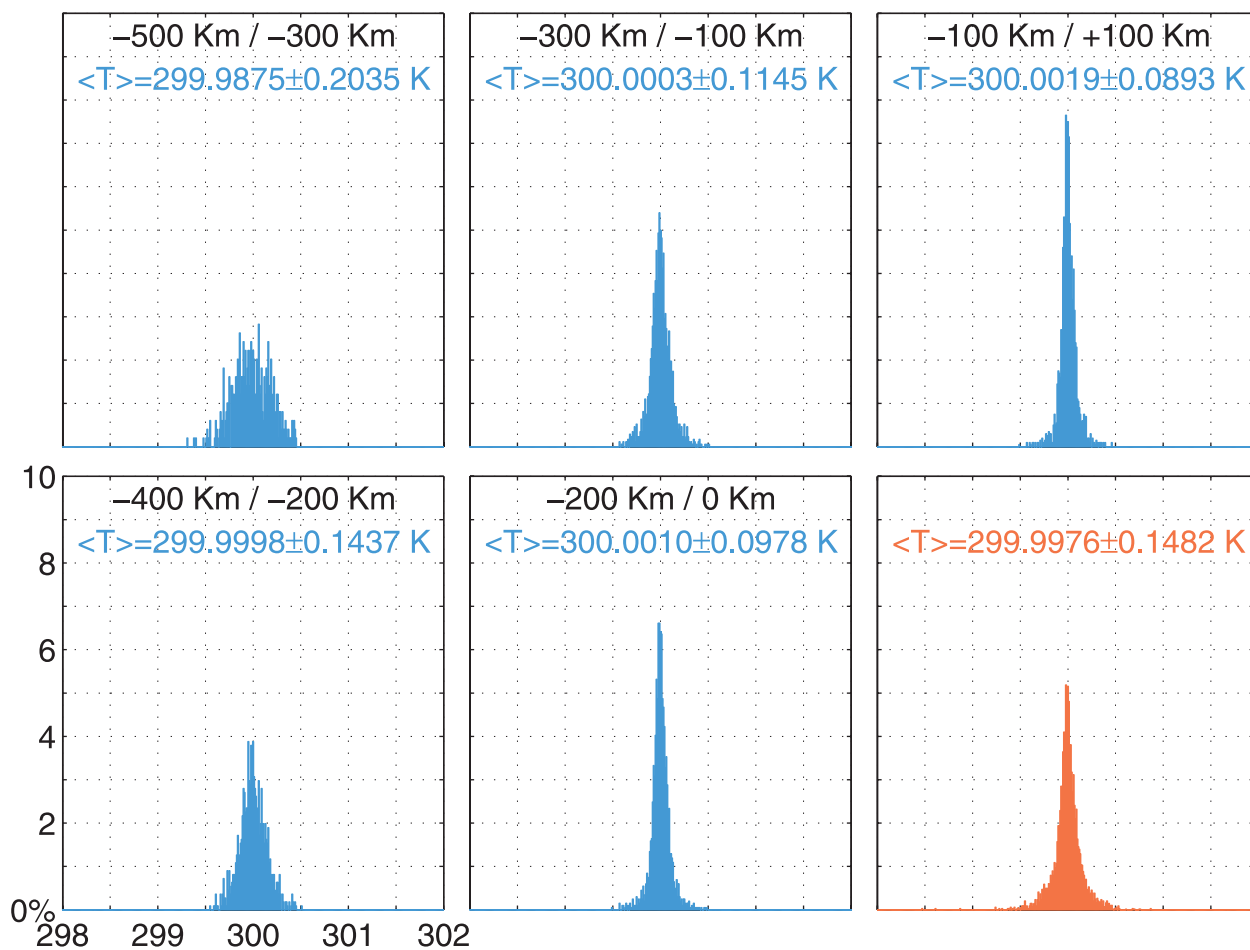 −500 Km / −300 Km
<T>=299.9875±0.2035 K
−300 Km / −100 Km
<T>=300.0003±0.1145 K
−100 Km / +100 Km
<T>=300.0019±0.0893 K
−400 Km / −200 Km
<T>=299.9998±0.1437 K
−200 Km / 0 Km
<T>=300.0010±0.0978 K
<T>=299.9976±0.1482 K
10
8
6
4
2
0%
298 299 300 301 302